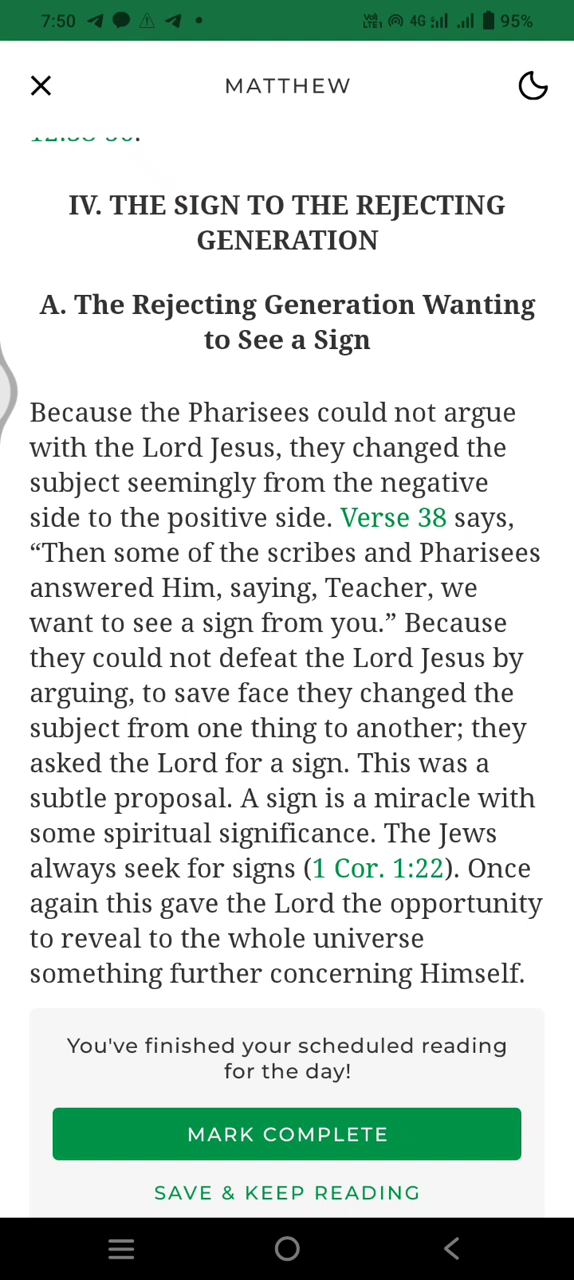 7:50
4G
95%
MATTHEW
IV. THE SIGN TO THE REJECTING
GENERATION
A. The Rejecting Generation Wanting
to See a Sign
Because the Pharisees could not argue
with the Lord Jesus, they changed the
subject seemingly from the negative
side to the positive side. Verse 38 says,
“Then some of the scribes and Pharisees
answered Him, saying, Teacher, we
want to see a sign from you.” Because
they could not defeat the Lord Jesus by
arguing, to save face they changed the
subject from one thing to another; they
asked the Lord for a sign. This was a
subtle proposal. A sign is a miracle with
some spiritual significance. The Jews
always seek for signs (1 Cor. 1:22). Once
again this gave the Lord the opportunity
to reveal to the whole universe
something further concerning Himself.
You've finished your scheduled reading
for the day!
MARK COMPLETE
SAVE & KEEP READING